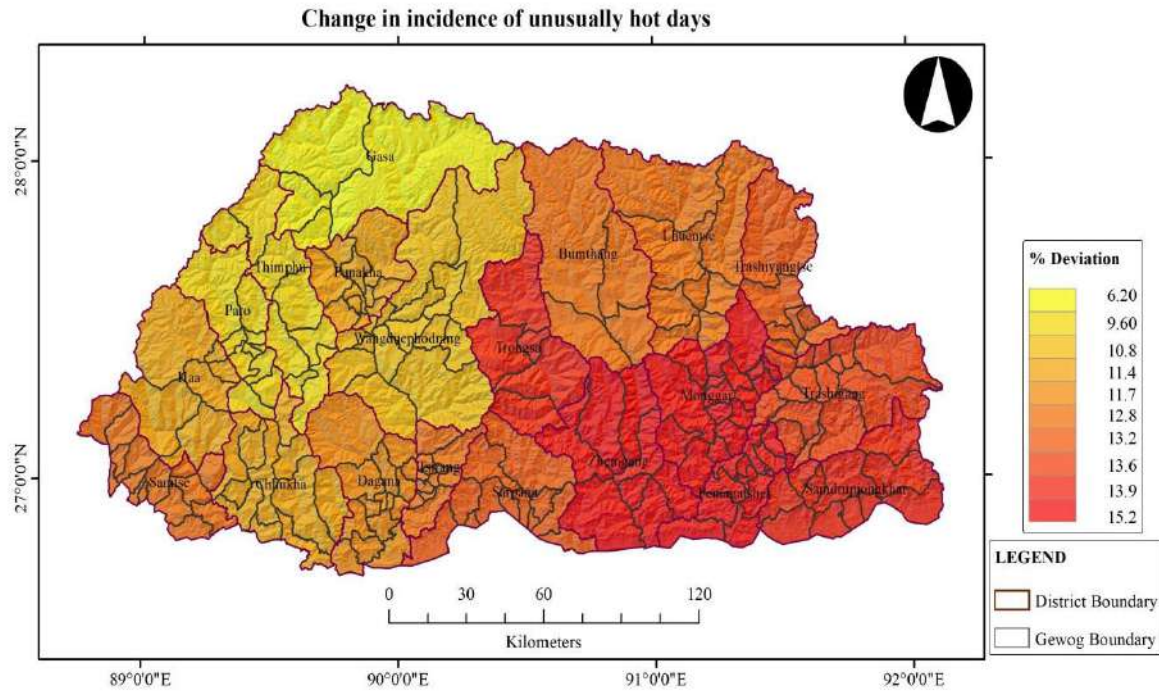 Change in incidence of unusually hot days
28°0'0"N
27°0'0"N
Gasa
Bumthang
Lhuentse
Trashiyangtse
Thimphu
Punakha
Paro
Wangduephodring
Trongsa
Haa
Monggar
Trashigang
Samtse
Chhukha
Dagana
Tsirang
Sarpang
Zhemgang
Pemagatshel
Samdrupjongkhar
% Deviation
6.20
9.60
10.8
11.4
11.7
12.8
13.2
13.6
13.9
15.2
LEGEND
District Boundary
Gewog Boundary
0 30 60 120
Kilometers
89°0'0"E 90°0'0"E 91°0'0"E 92°0'0"E